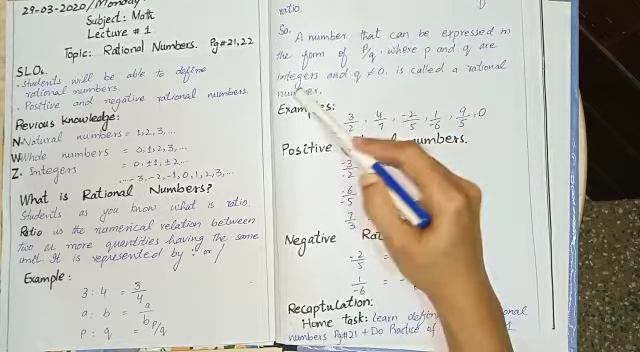 29-03-2020/Monday
Subject: Math
Lecture # 1
Topic: Rational Numbers. Pg#21,22
SLOs.
- Students will be able to define
rational numbers.
- Positive and negative rational numbers.
Previous Knowledge:
N. Natural numbers = 1,2,3,...
W. Whole numbers = 0,1,2,3,...
Z. Integers = 0, ±1, ±2...
...-3,-2,-1,0,1,2,3,...
What is Rational Numbers?
Students as you know what is ratio.
Ratio is the numerical relation between
two or more quantities having the same
unit. It is represented by : or /
Example:
3 : 4 = 3/4
a : b = a/b
p : q = p/q
ratio.
So,
A number that can be expressed in
the form of P/q, where p and q are
integers and q ≠ 0, is called a rational
number.
Examples:
3/2, 4/7, -2/5, 1/-6, 9/5, 0
Positive numbers.
-3/-2
-6/-5
7/3
Negative
-2/5 =
1/-6 = -
Recaptulation:
Home Task: Learn
numbers Pg#21 + Do Practice of 1